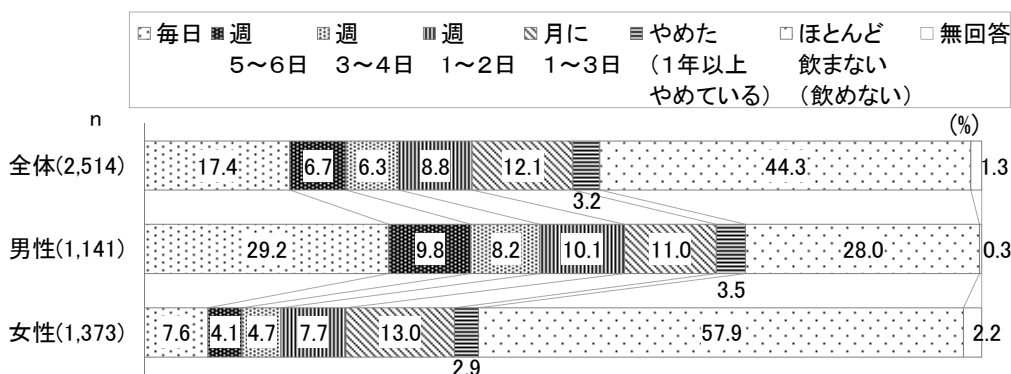 毎日 週 週 週 月に やめた ほとんど 無回答
5～6日 3～4日 1～2日 1～3日 （1年以上 飲まない
やめている） （飲めない）
n (%)
全体(2,514) 17.4 6.7 6.3 8.8 12.1 44.3 1.3
3.2
男性(1,141) 29.2 9.8 8.2 10.1 11.0 28.0 0.3
3.5
女性(1,373) 7.6 4.1 4.7 7.7 13.0 57.9 2.2
2.9